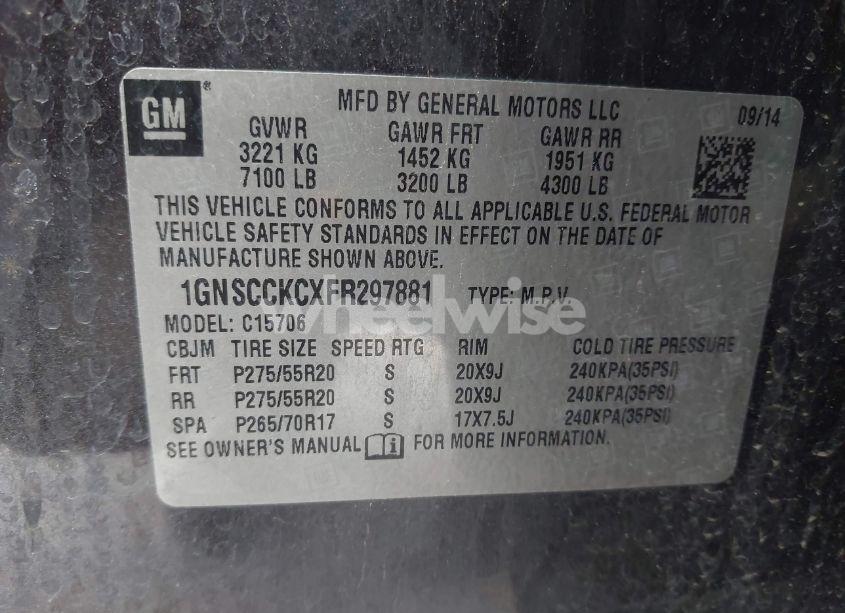 GM
MFD BY GENERAL MOTORS LLC 09/14
GVWR GAWR FRT GAWR RR
3221 KG 1452 KG 1951 KG
7100 LB 3200 LB 4300 LB
THIS VEHICLE CONFORMS TO ALL APPLICABLE U.S. FEDERAL MOTOR
VEHICLE SAFETY STANDARDS IN EFFECT ON THE DATE OF
MANUFACTURE SHOWN ABOVE.
1GNSCCKCXFR297881 TYPE: M.P.V.
wheelwise
MODEL: C15706
CBJM TIRE SIZE SPEED RTG RIM COLD TIRE PRESSURE
FRT P275/55R20 S 20X9J 240KPA(35PSI)
RR P275/55R20 S 20X9J 240KPA(35PSI)
SPA P265/70R17 S 17X7.5J 240KPA(35PSI)
SEE OWNER'S MANUAL FOR MORE INFORMATION.